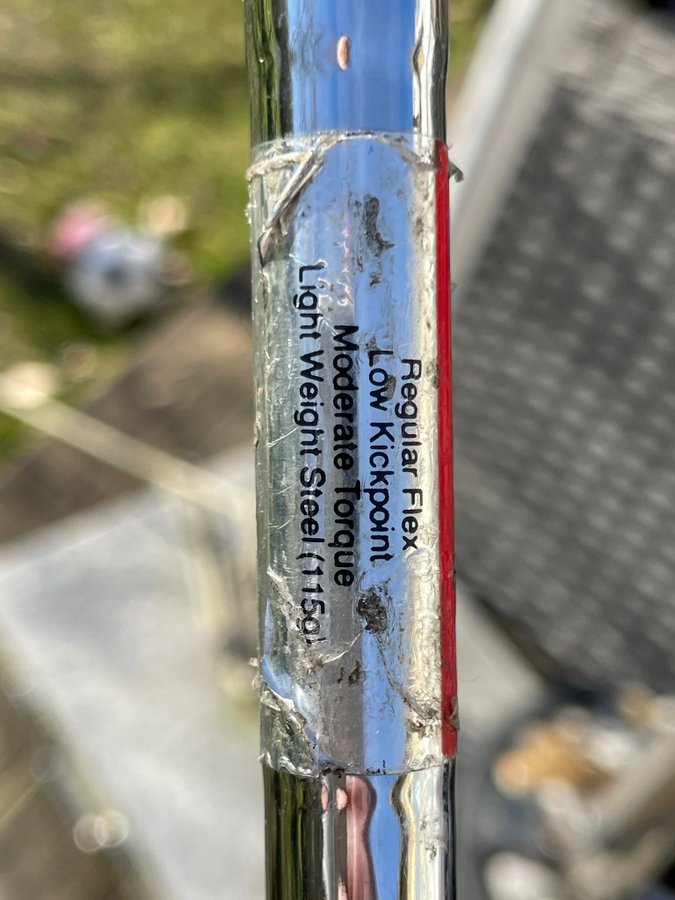 Regular Flex
Low Kickpoint
Moderate Torque
Light Weight Steel (115g)